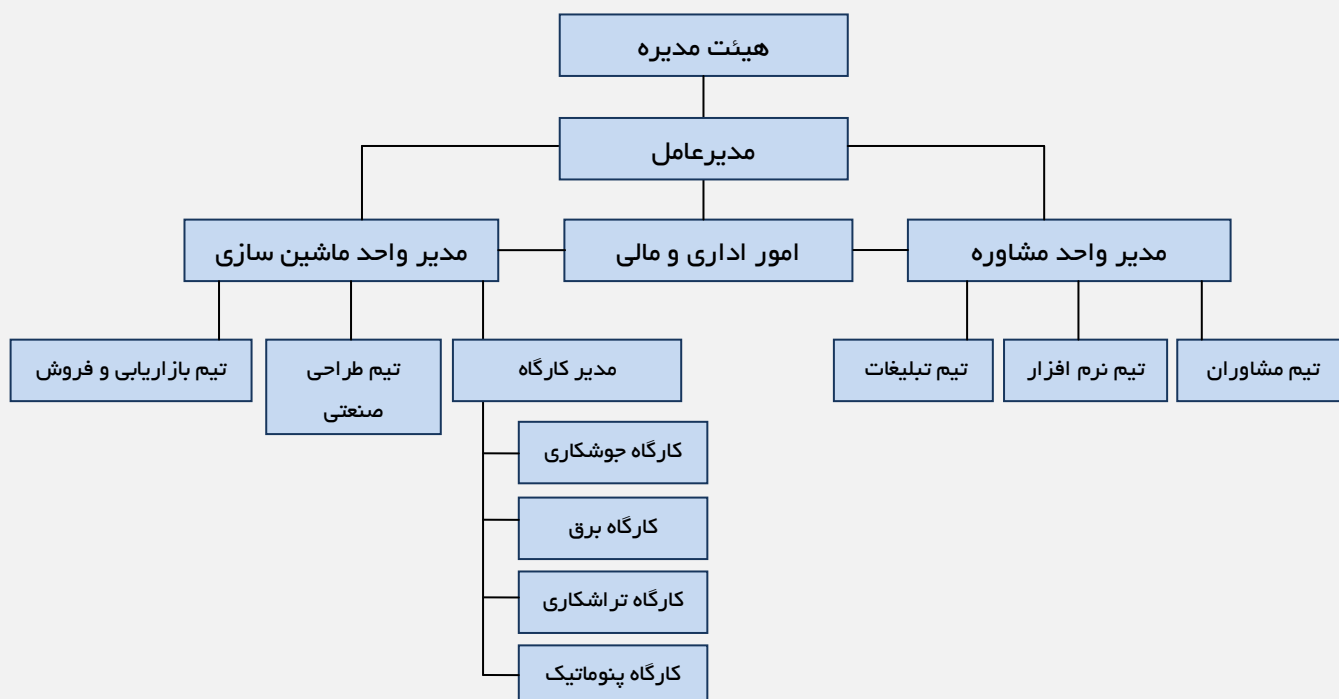 هیئت مدیره
مدیرعامل
مدیر واحد مشاوره
امور اداری و مالی
مدیر واحد ماشین سازی
تیم مشاوران
تیم نرم افزار
تیم تبلیغات
مدیر کارگاه
تیم طراحی
صنعتی
تیم بازاریابی و فروش
کارگاه جوشکاری
کارگاه برق
کارگاه تراشکاری
کارگاه پنوماتیک